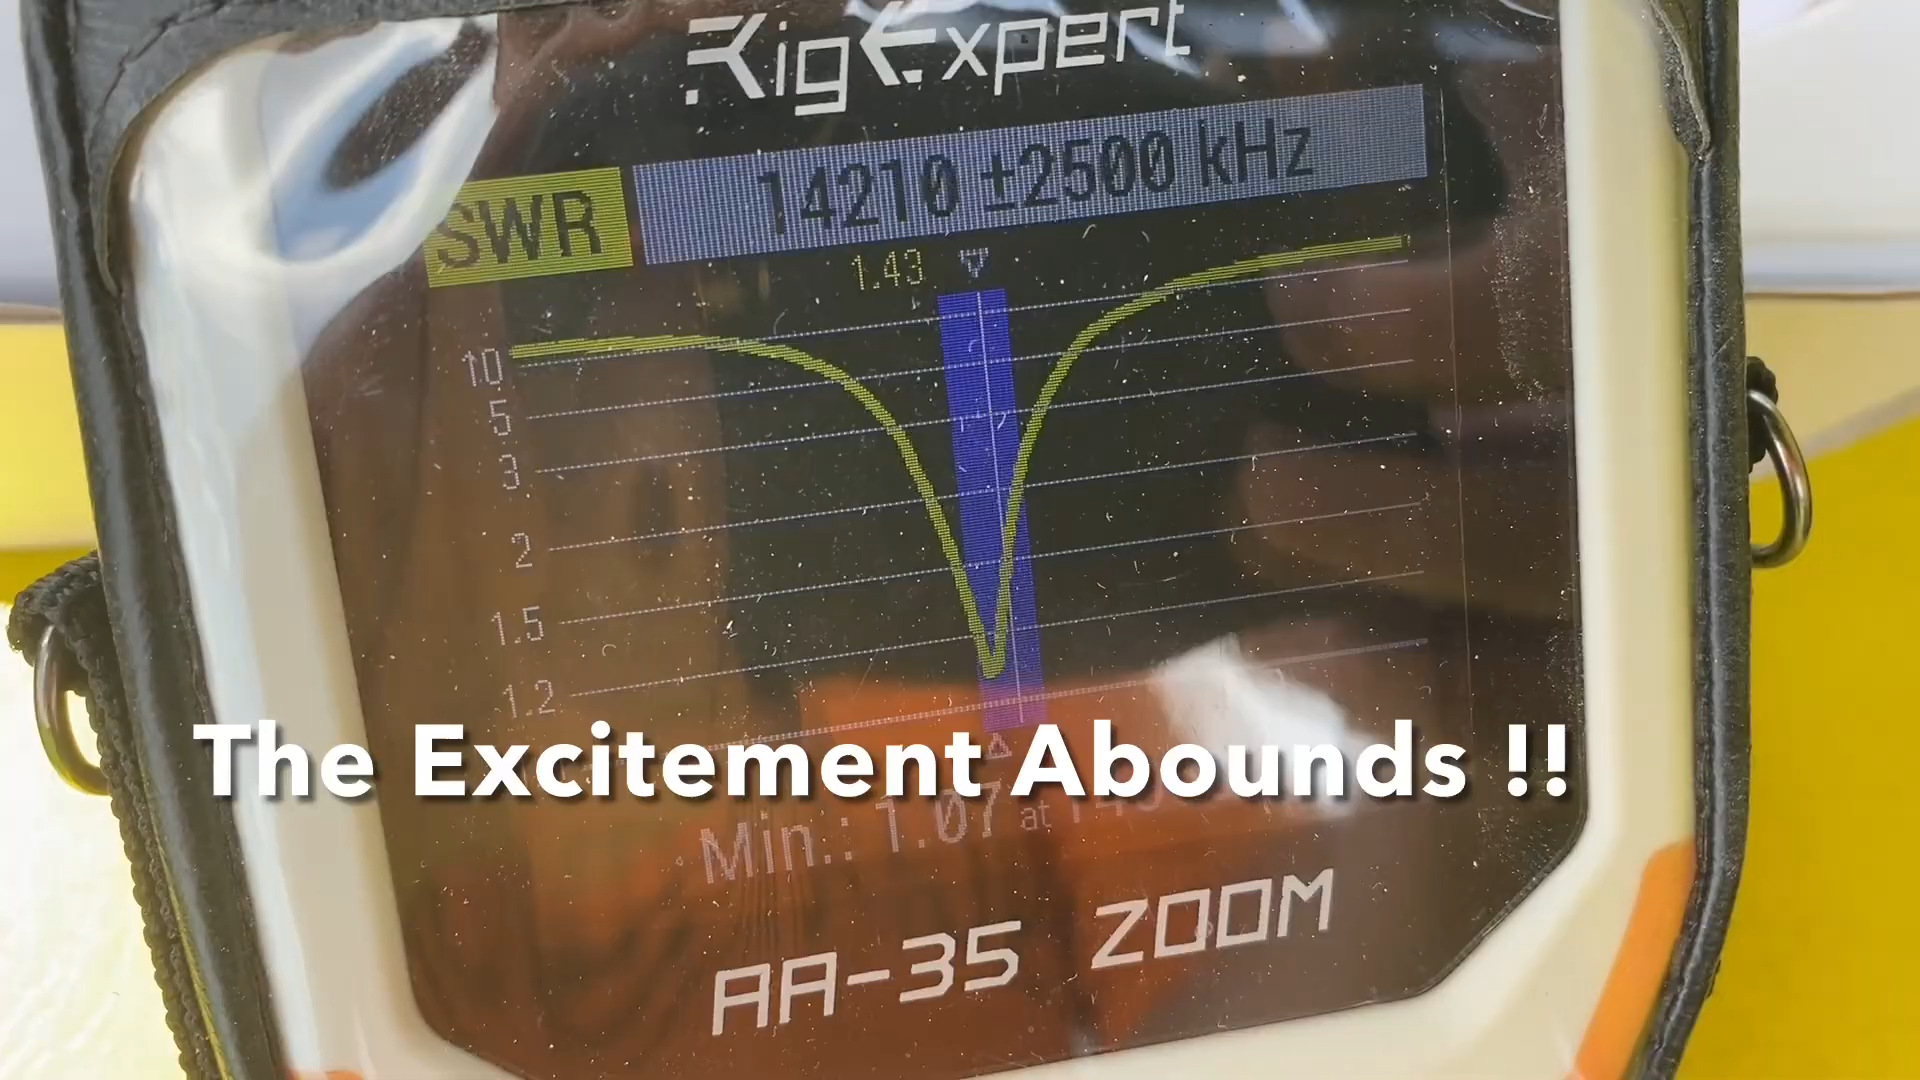 RigExpert
SWR 14210 ±2500 kHz
1.43
10
5
3
2
1.5
1.2
The Excitement Abounds !!
Min.: 1.07 at
AA-35 ZOOM